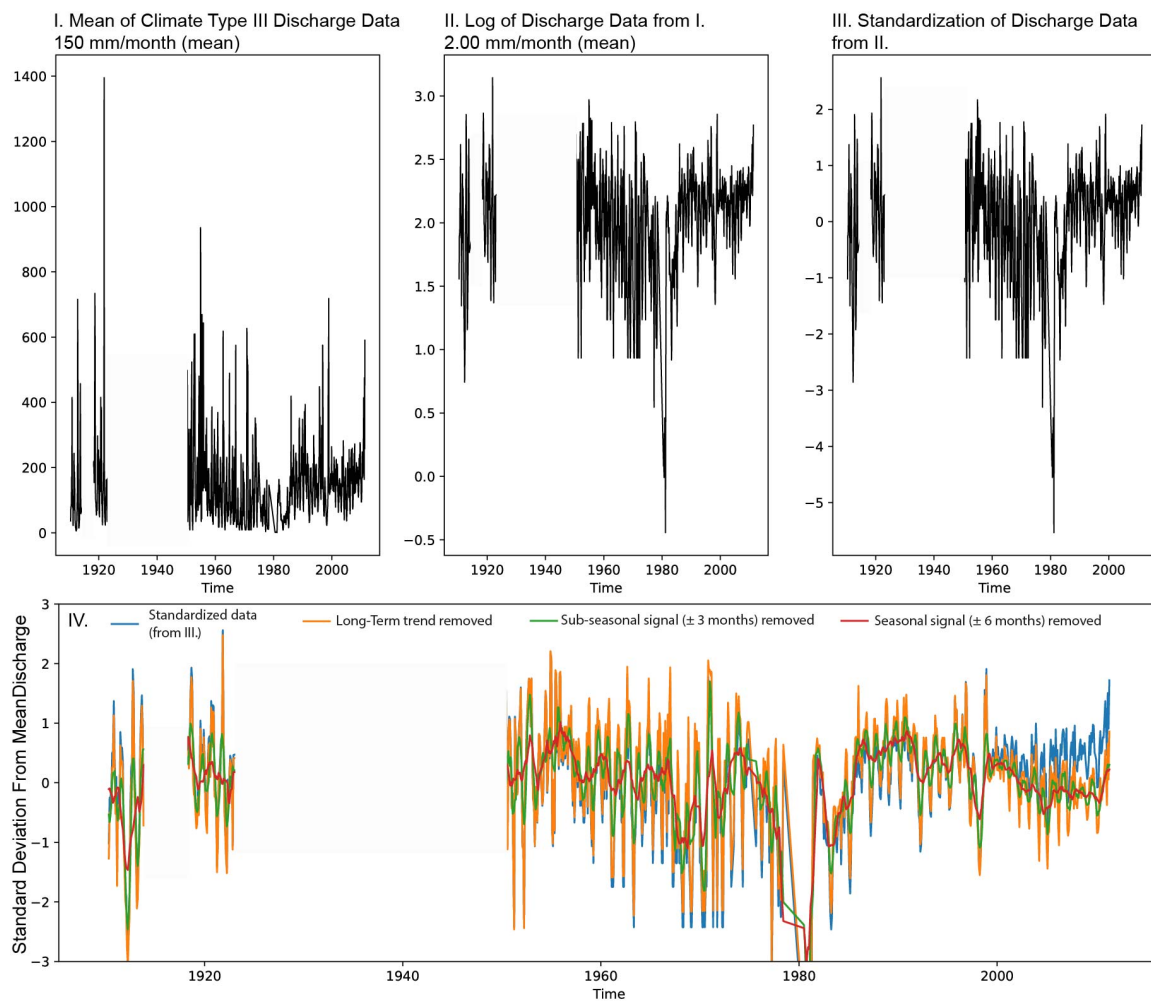 I. Mean of Climate Type III Discharge Data
150 mm/month (mean)
1400
1200
1000
800
600
400
200
0
1920 1940 1960 1980 2000
Time
II. Log of Discharge Data from I.
2.00 mm/month (mean)
3.0
2.5
2.0
1.5
1.0
0.5
0.0
−0.5
1920 1940 1960 1980 2000
Time
III. Standardization of Discharge Data
from II.
2
1
0
−1
−2
−3
−4
−5
1920 1940 1960 1980 2000
Time
IV.
Standardized data
(from III.)
Long-Term trend removed
Sub-seasonal signal (± 3 months) removed
Seasonal signal (± 6 months) removed
Standard Deviation From MeanDischarge
3
2
1
0
−1
−2
−3
1920 1940 1960 1980 2000
Time